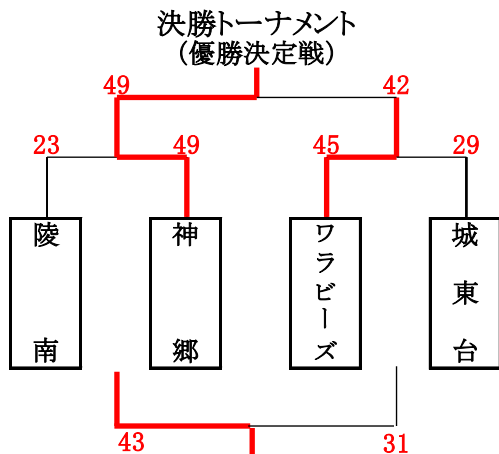 決勝トーナメント
(優勝決定戦)
49 42
23 49 45 29
陵南 神郷 ワラビーズ 城東台
43 31